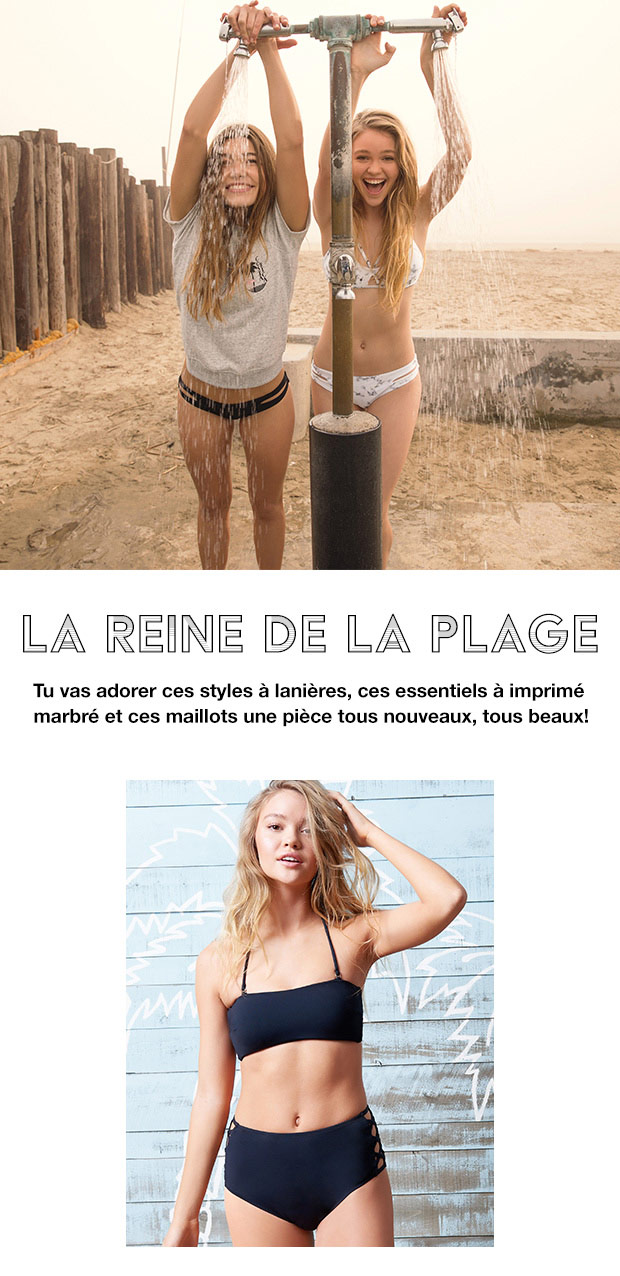 LA REINE DE LA PLAGE
Tu vas adorer ces styles à lanières, ces essentiels à imprimé
marbré et ces maillots une pièce tous nouveaux, tous beaux!